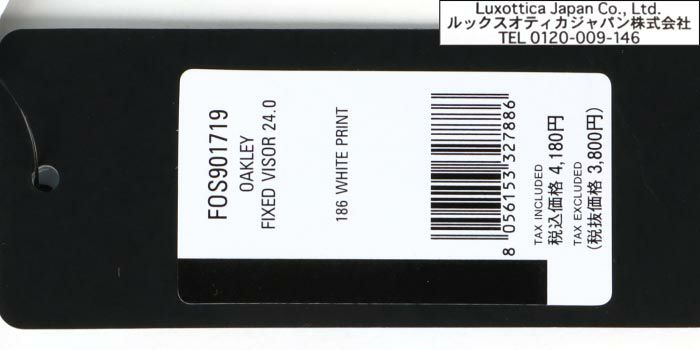 Luxottica Japan Co., Ltd.
ルックスオティカジャパン株式会社
TEL 0120-009-146
FOS901719
OAKLEY
FIXED VISOR 24.0
186 WHITE PRINT
8 056153 327886
TAX INCLUDED
税込価格 4,180円
TAX EXCLUDED
(税抜価格 3,800円)